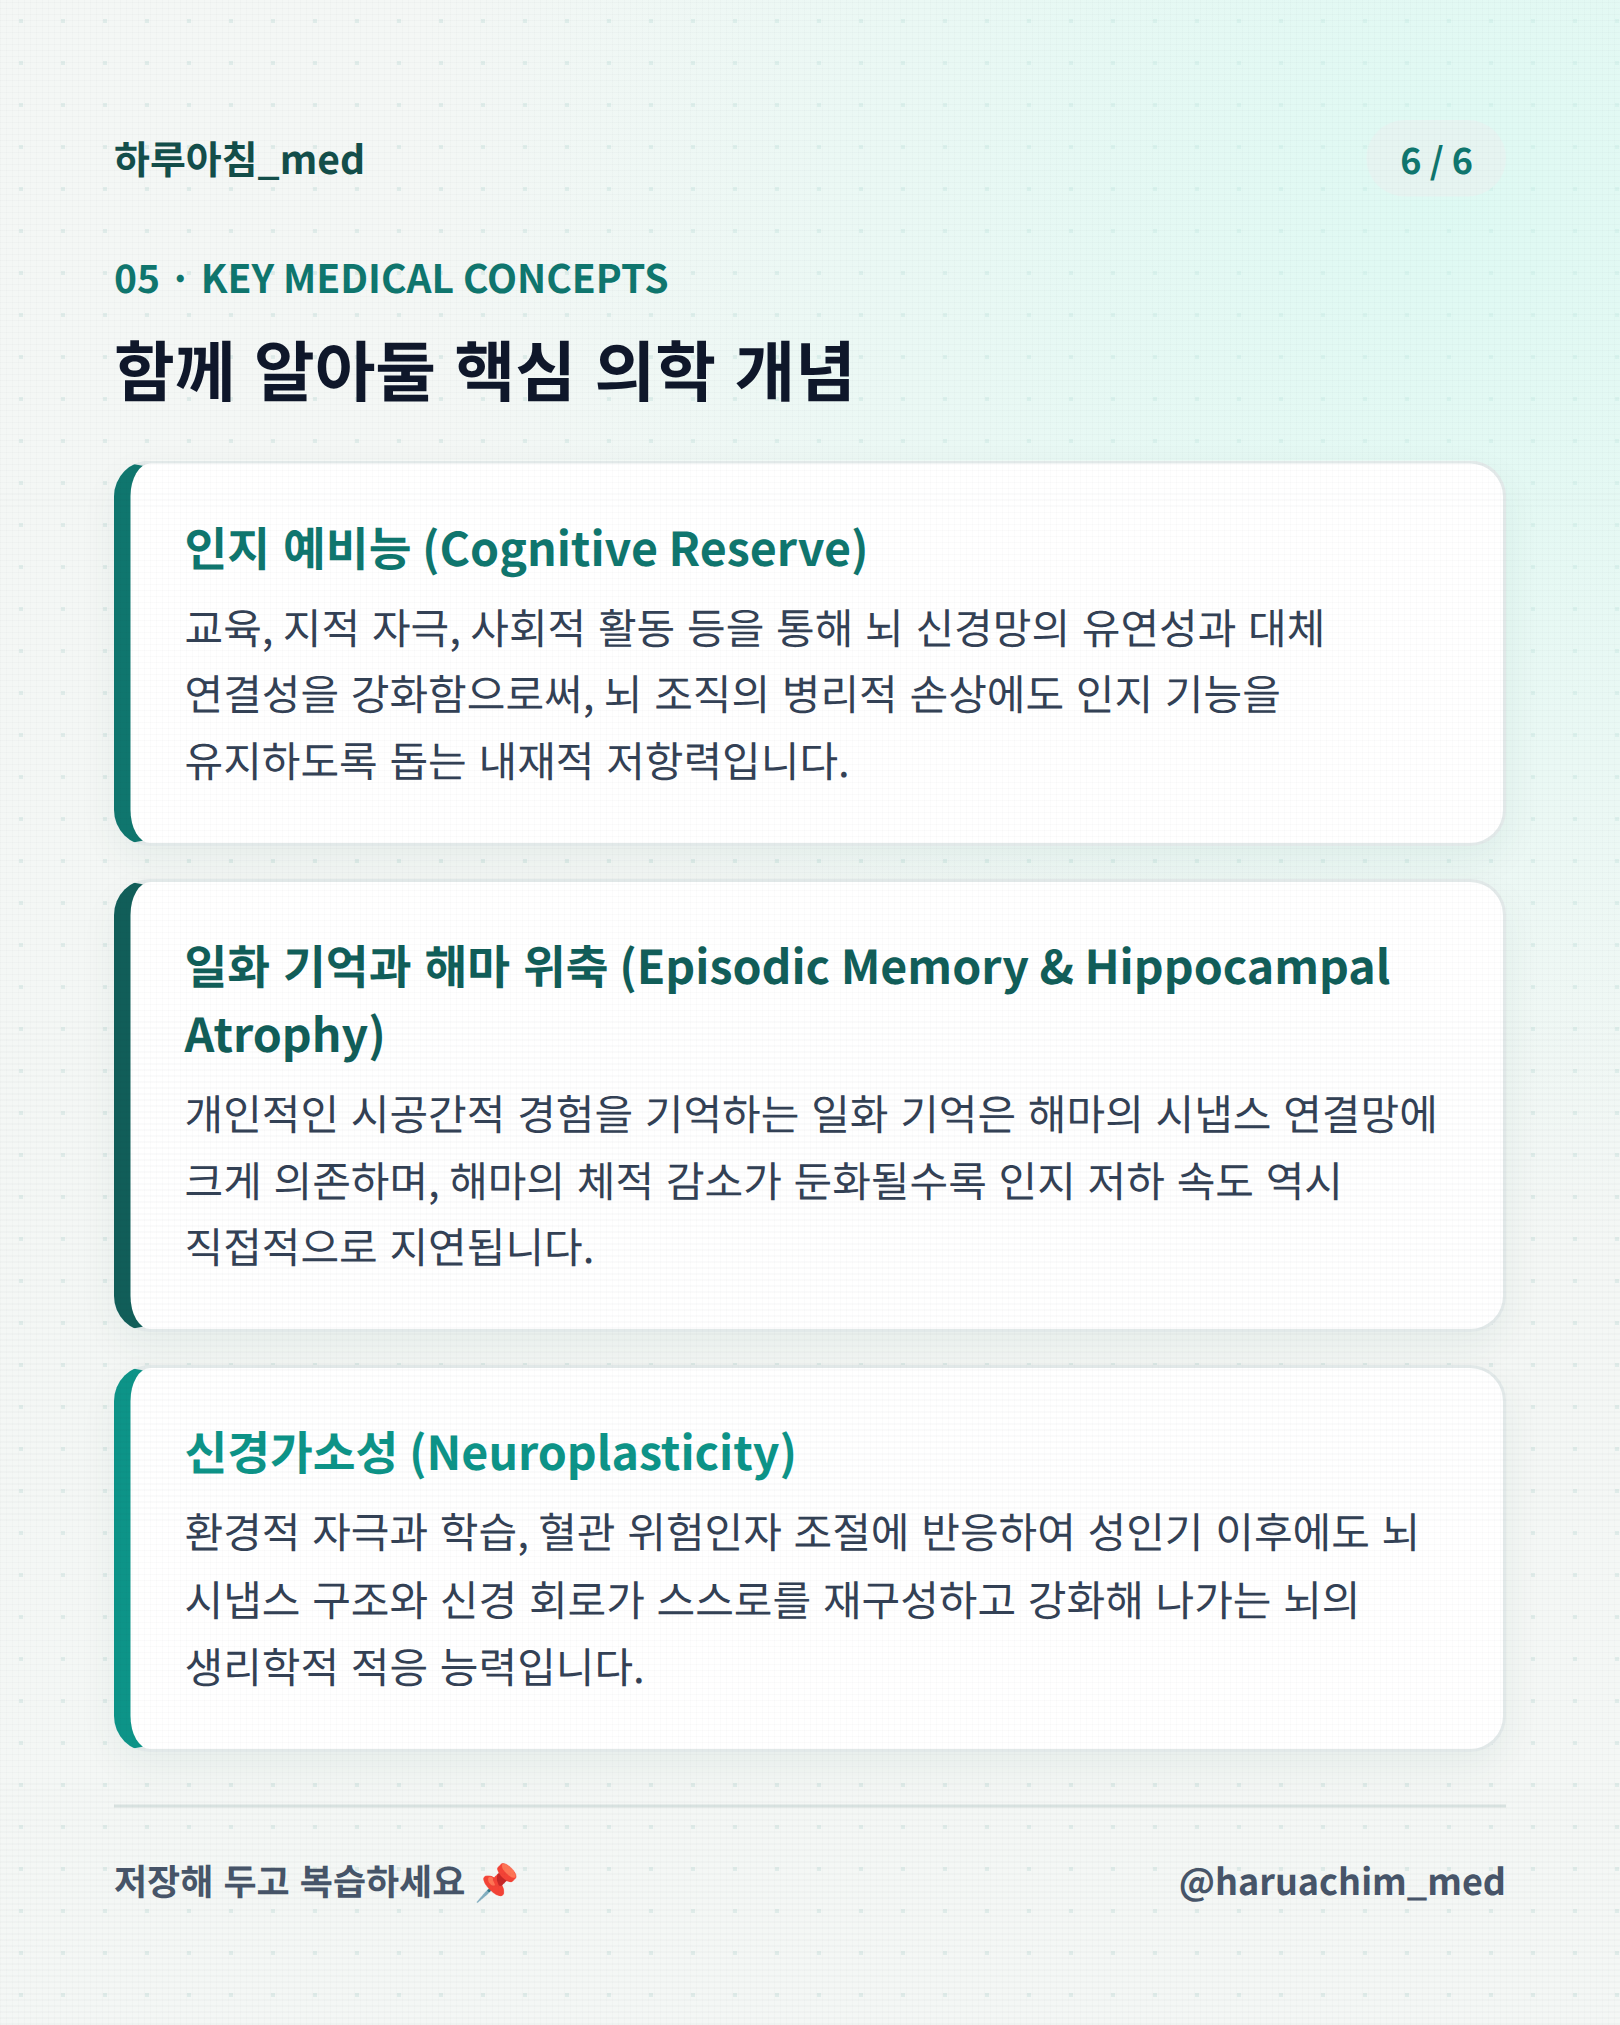 하루아침_med
6 / 6
05 · KEY MEDICAL CONCEPTS
함께 알아둘 핵심 의학 개념
인지 예비능 (Cognitive Reserve)
교육, 지적 자극, 사회적 활동 등을 통해 뇌 신경망의 유연성과 대체
연결성을 강화함으로써, 뇌 조직의 병리적 손상에도 인지 기능을
유지하도록 돕는 내재적 저항력입니다.
일화 기억과 해마 위축 (Episodic Memory & Hippocampal
Atrophy)
개인적인 시공간적 경험을 기억하는 일화 기억은 해마의 시냅스 연결망에
크게 의존하며, 해마의 체적 감소가 둔화될수록 인지 저하 속도 역시
직접적으로 지연됩니다.
신경가소성 (Neuroplasticity)
환경적 자극과 학습, 혈관 위험인자 조절에 반응하여 성인기 이후에도 뇌
시냅스 구조와 신경 회로가 스스로를 재구성하고 강화해 나가는 뇌의
생리학적 적응 능력입니다.
저장해 두고 복습하세요 📌
@haruachim_med